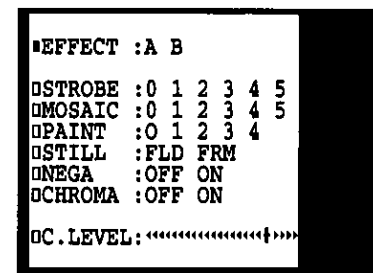 ▪EFFECT :A B
▯STROBE :0 1 2 3 4 5
▯MOSAIC :0 1 2 3 4 5
▯PAINT :0 1 2 3 4
▯STILL :FLD FRM
▯NEGA :OFF ON
▯CHROMA :OFF ON
▯C.LEVEL: